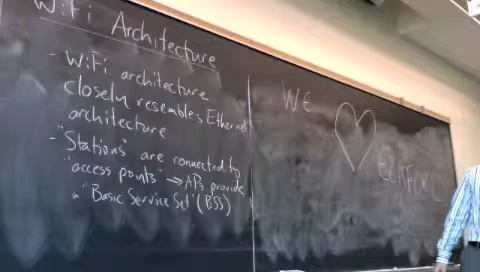 WiFi Architecture
- WiFi architecture
closely resembles Ethernet
architecture
- "Stations" are connected by
"access points" → APs provide
a "Basic Service Set" (BSS)
WE